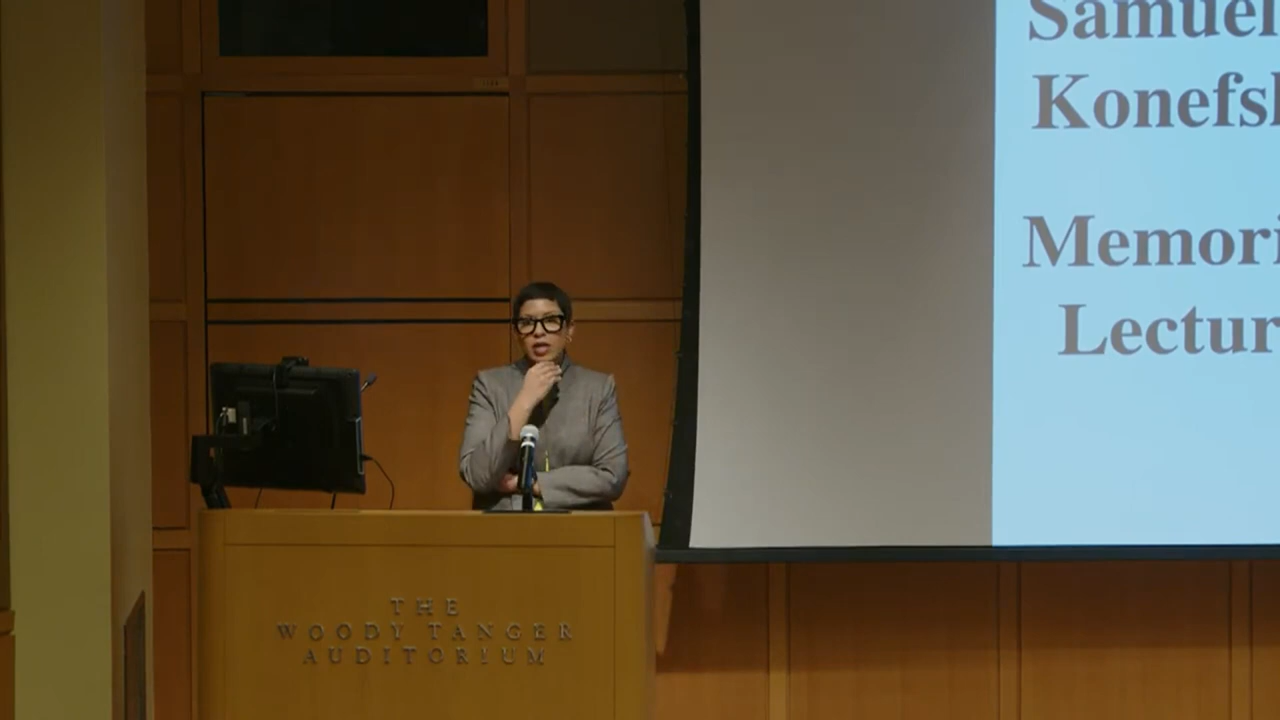 Samuel
Konefsk
Memori
Lectur
THE
WOODY TANGER
AUDITORIUM